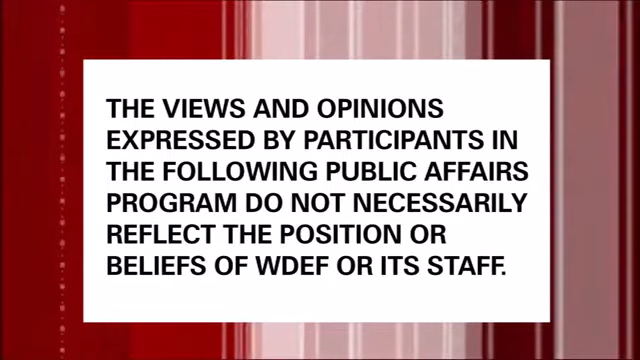 THE VIEWS AND OPINIONS
EXPRESSED BY PARTICIPANTS IN
THE FOLLOWING PUBLIC AFFAIRS
PROGRAM DO NOT NECESSARILY
REFLECT THE POSITION OR
BELIEFS OF WDEF OR ITS STAFF.